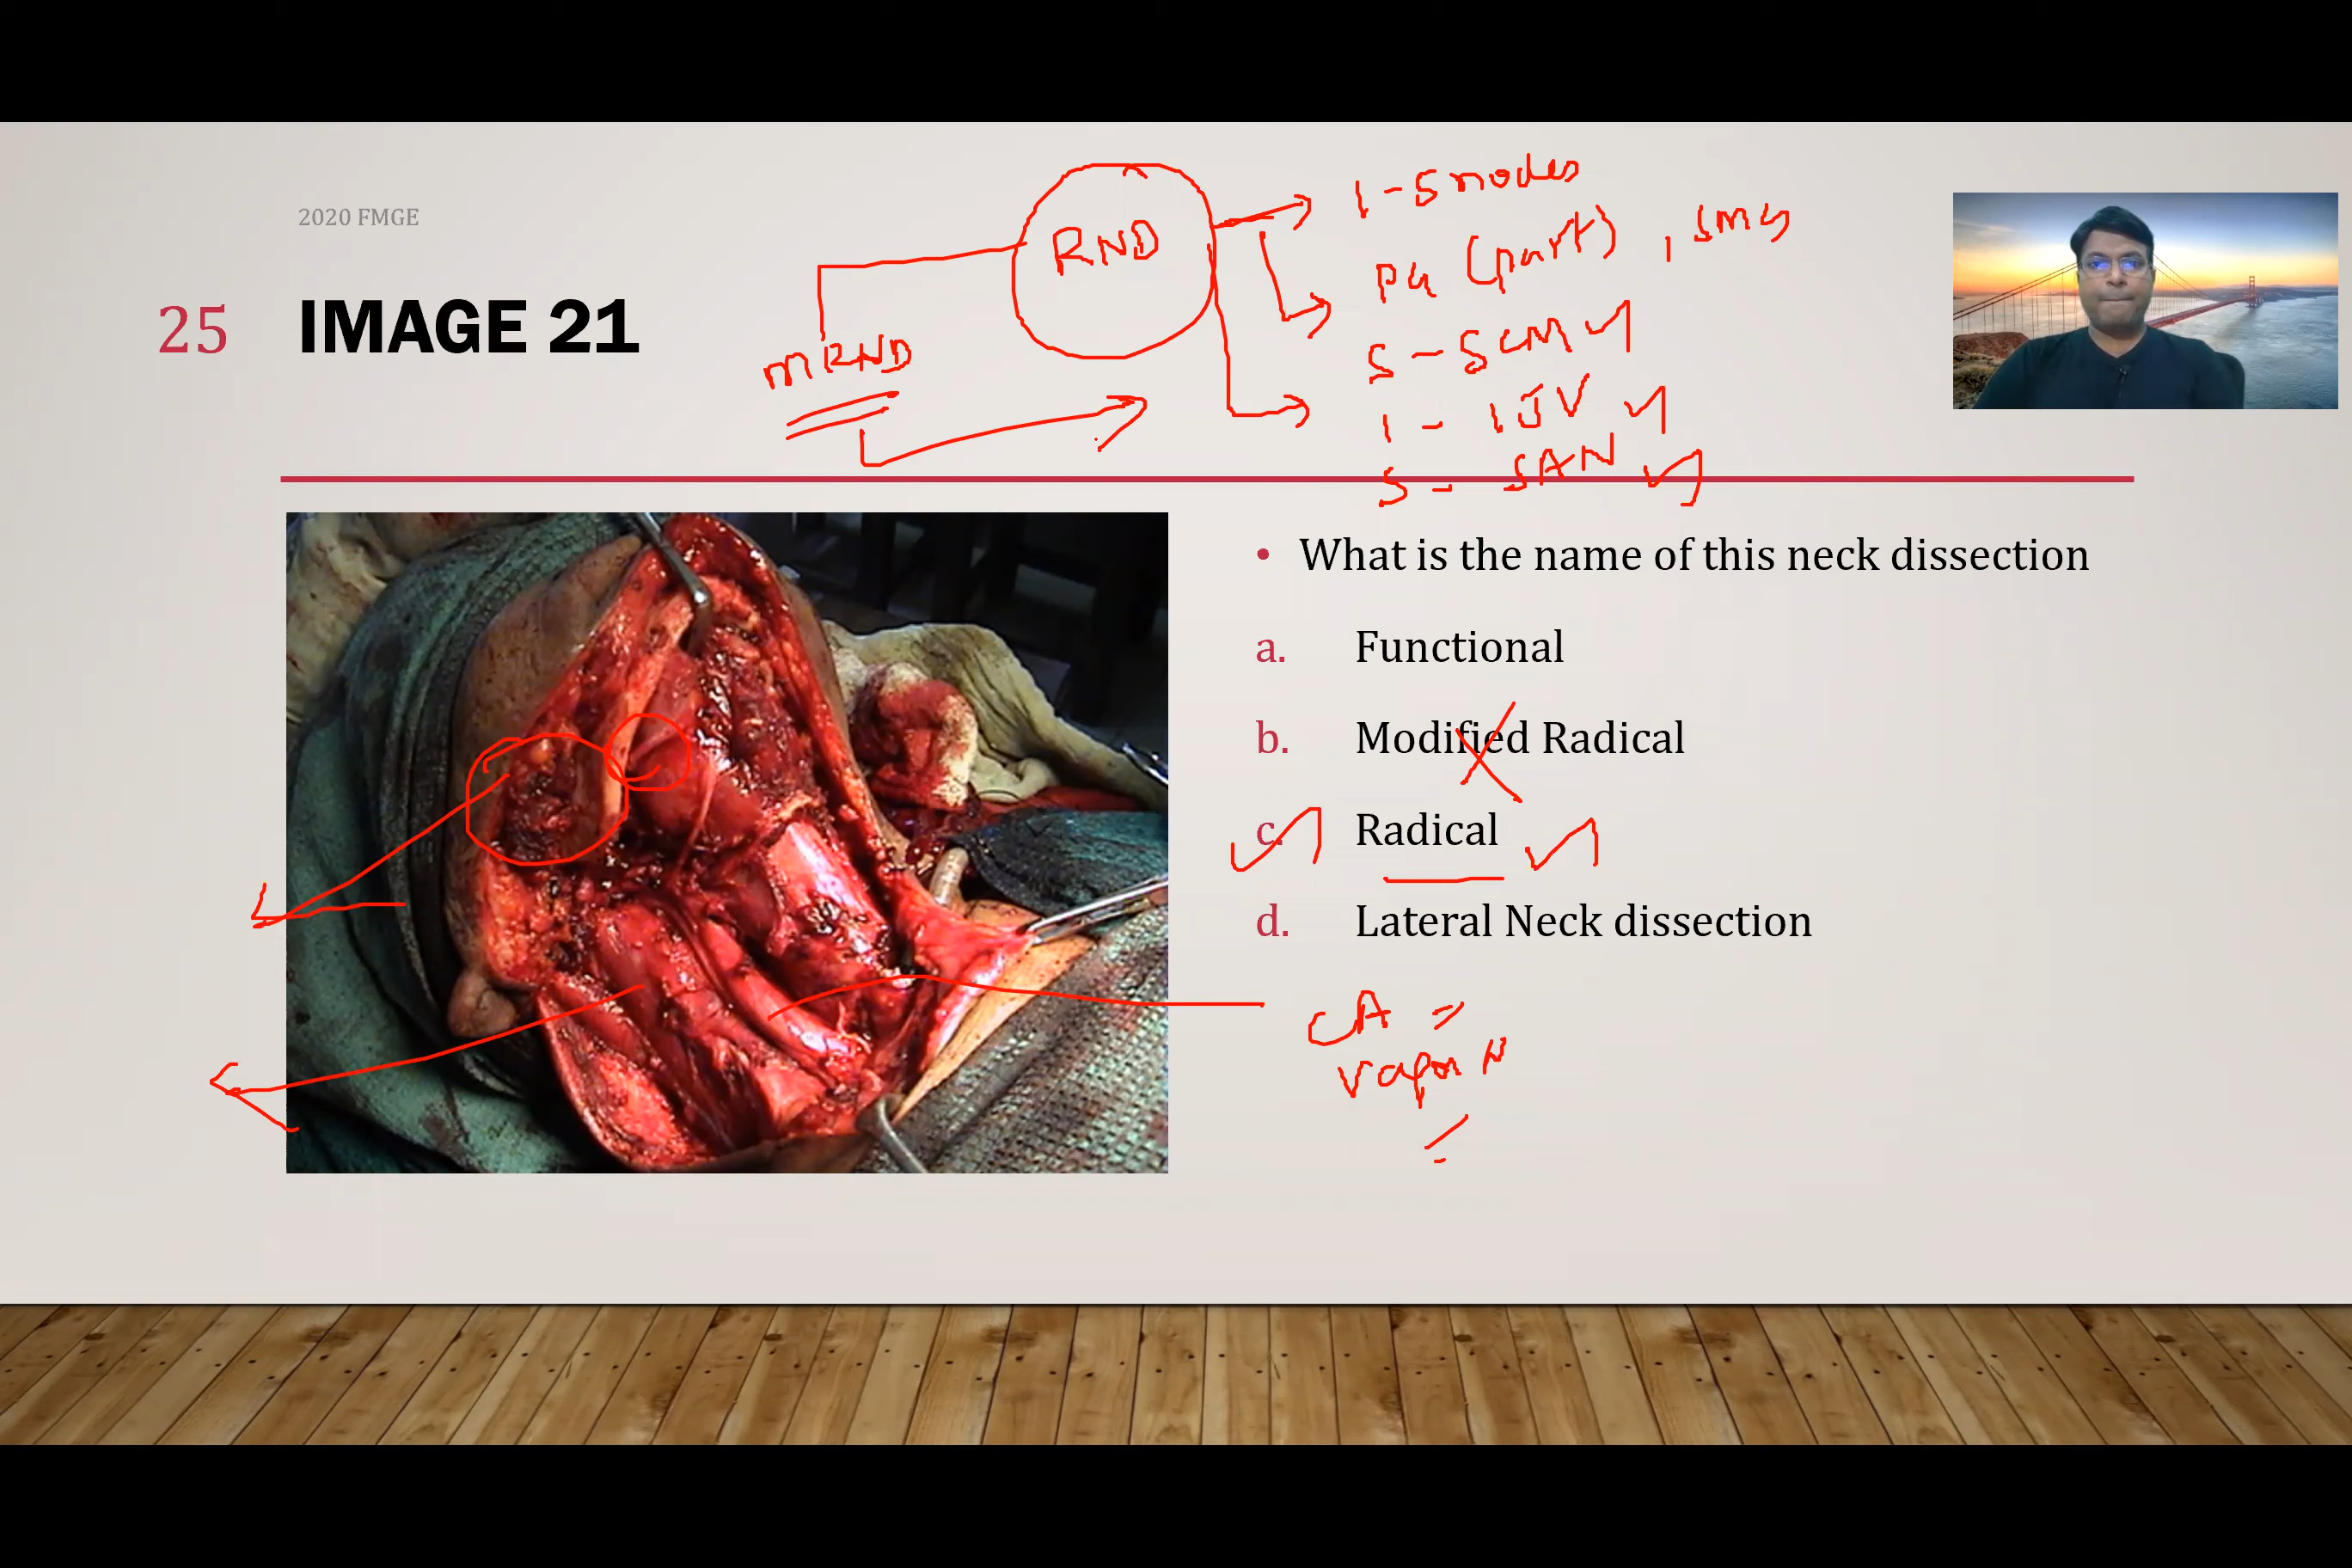 2020 FMGE
25 IMAGE 21
RND
MRND
1-5 nodes
PG (part), SMG
S - SCM
I - IJV
S - SAN
• What is the name of this neck dissection
a. Functional
b. Modified Radical
c. Radical
d. Lateral Neck dissection
CA
N